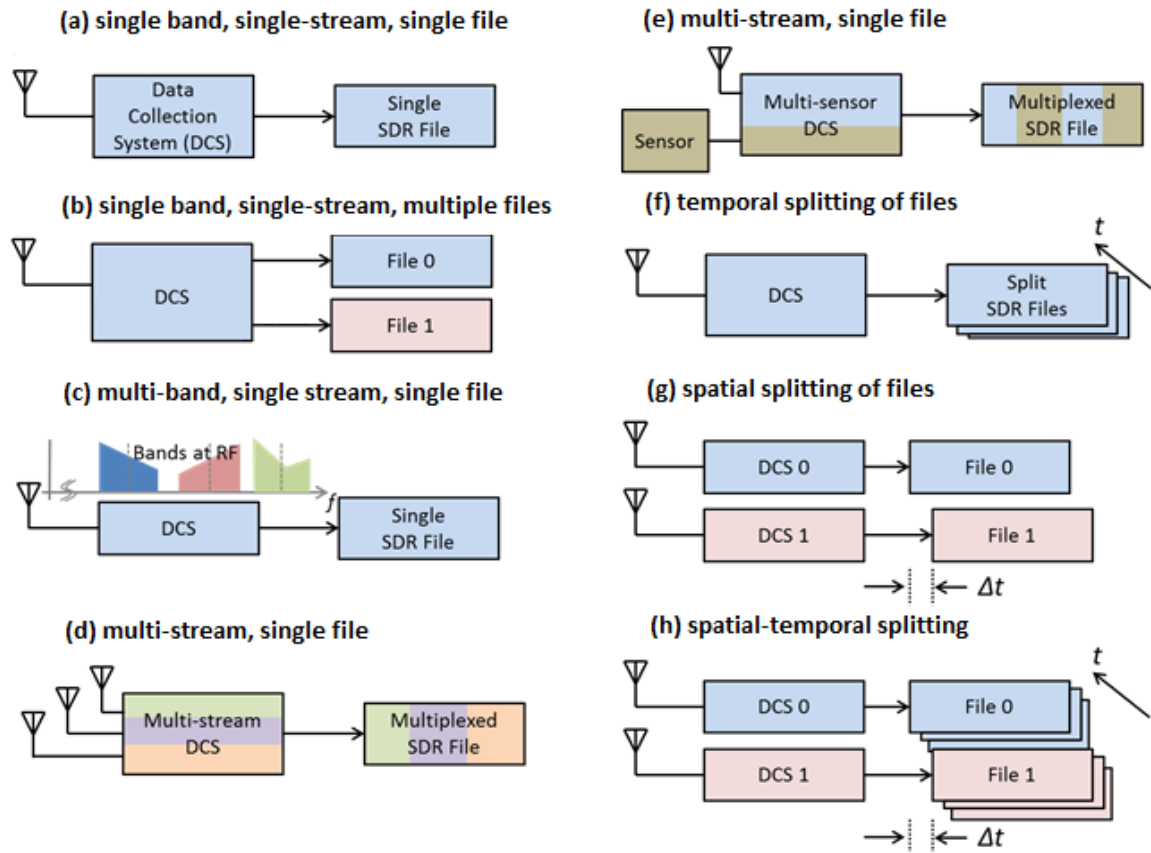 (a) single band, single-stream, single file
Data
Collection
System (DCS)
Single
SDR File
(b) single band, single-stream, multiple files
DCS
File 0
File 1
(c) multi-band, single stream, single file
Bands at RF
f
DCS
Single
SDR File
(d) multi-stream, single file
Multi-stream
DCS
Multiplexed
SDR File
(e) multi-stream, single file
Multi-sensor
DCS
Sensor
Multiplexed
SDR File
(f) temporal splitting of files
t
DCS
Split
SDR Files
(g) spatial splitting of files
DCS 0
File 0
DCS 1
File 1
Δt
(h) spatial-temporal splitting
t
DCS 0
File 0
DCS 1
File 1
Δt